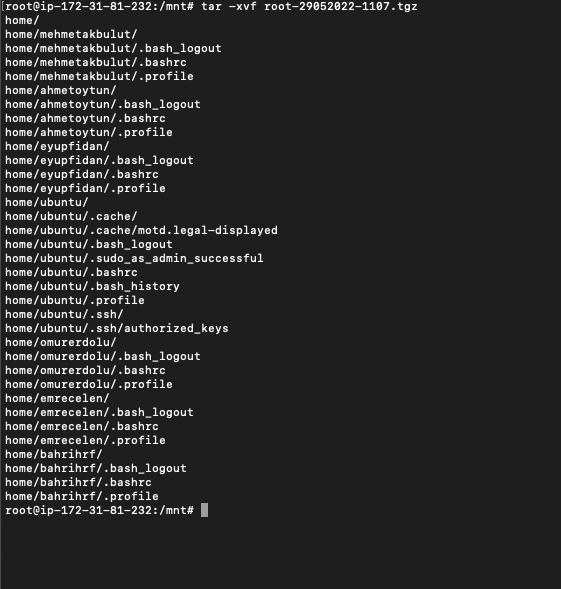 [root@ip-172-31-81-232:/mnt# tar -xvf root-29052022-1107.tgz
home/
home/mehmetakbulut/
home/mehmetakbulut/.bash_logout
home/mehmetakbulut/.bashrc
home/mehmetakbulut/.profile
home/ahmetoytun/
home/ahmetoytun/.bash_logout
home/ahmetoytun/.bashrc
home/ahmetoytun/.profile
home/eyupfidan/
home/eyupfidan/.bash_logout
home/eyupfidan/.bashrc
home/eyupfidan/.profile
home/ubuntu/
home/ubuntu/.cache/
home/ubuntu/.cache/motd.legal-displayed
home/ubuntu/.bash_logout
home/ubuntu/.sudo_as_admin_successful
home/ubuntu/.bashrc
home/ubuntu/.bash_history
home/ubuntu/.profile
home/ubuntu/.ssh/
home/ubuntu/.ssh/authorized_keys
home/omurerdolu/
home/omurerdolu/.bash_logout
home/omurerdolu/.bashrc
home/omurerdolu/.profile
home/emrecelen/
home/emrecelen/.bash_logout
home/emrecelen/.bashrc
home/emrecelen/.profile
home/bahrihrf/
home/bahrihrf/.bash_logout
home/bahrihrf/.bashrc
home/bahrihrf/.profile
root@ip-172-31-81-232:/mnt#